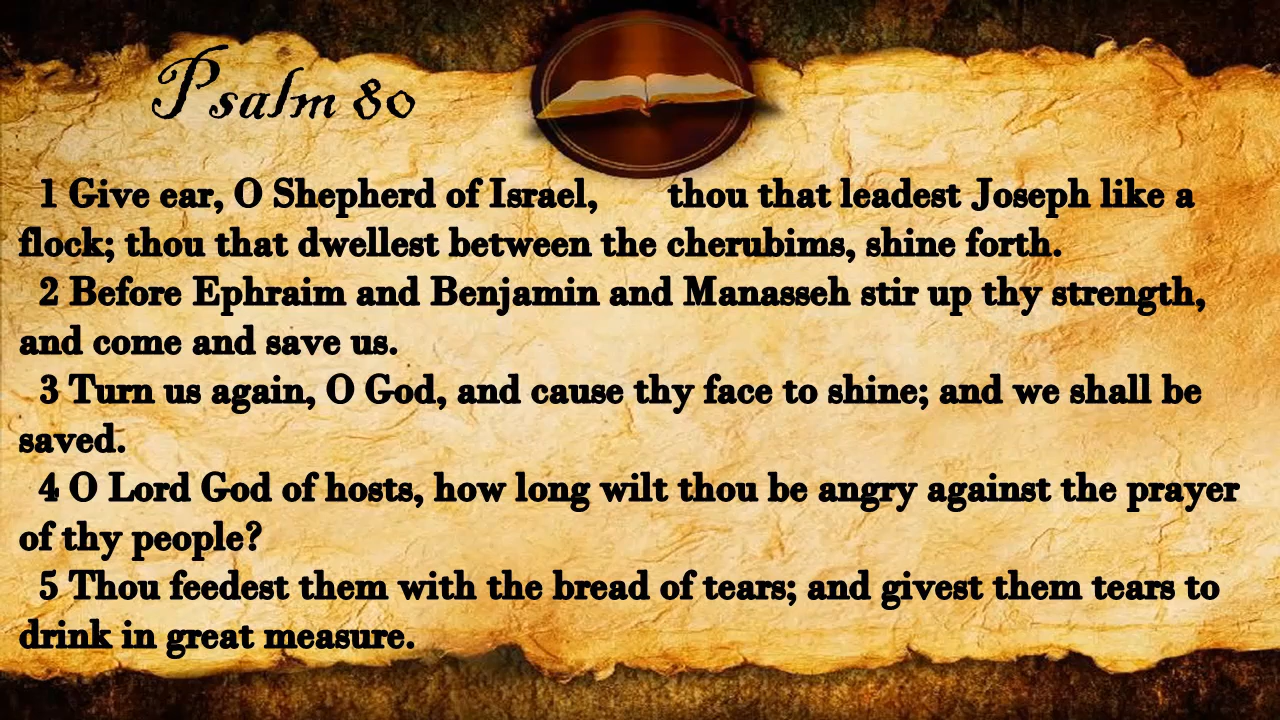 Psalm 80
1 Give ear, O Shepherd of Israel, thou that leadest Joseph like a
flock; thou that dwellest between the cherubims, shine forth.
2 Before Ephraim and Benjamin and Manasseh stir up thy strength,
and come and save us.
3 Turn us again, O God, and cause thy face to shine; and we shall be
saved.
4 O Lord God of hosts, how long wilt thou be angry against the prayer
of thy people?
5 Thou feedest them with the bread of tears; and givest them tears to
drink in great measure.